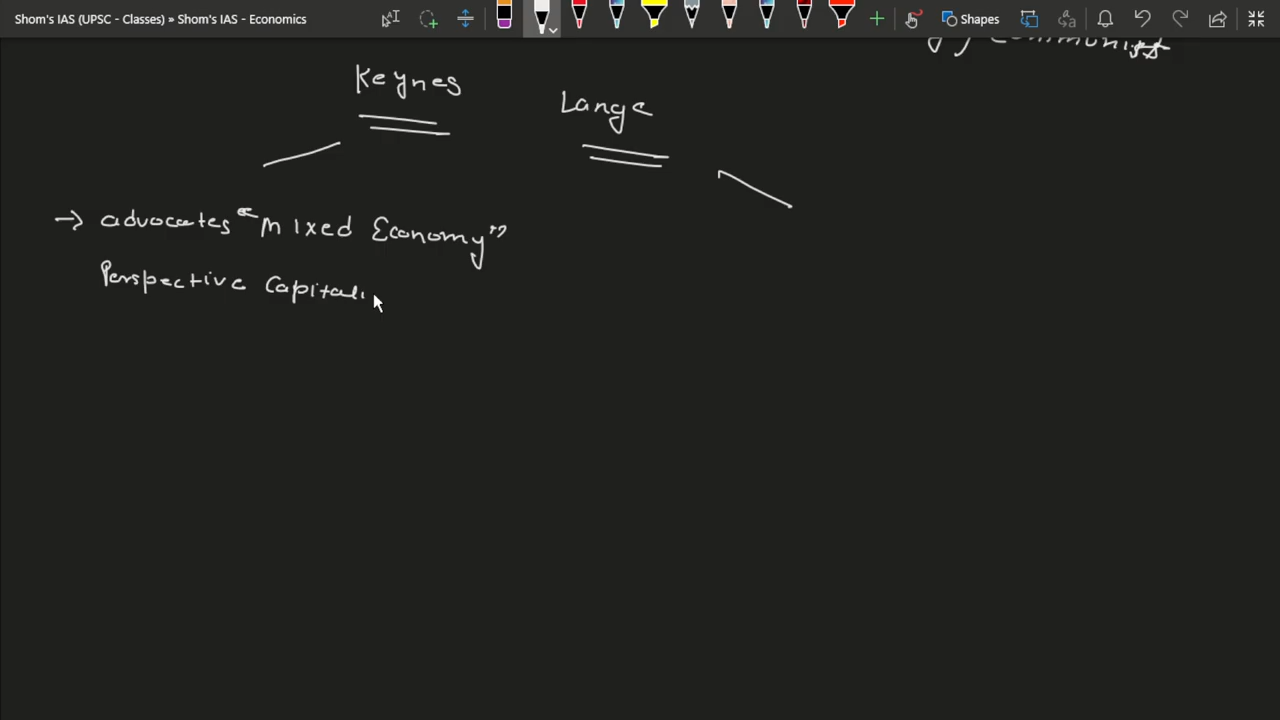 Shom's IAS (UPSC - Classes) » Shom's IAS - Economics
Shapes
Keynes
Lange
→ advocates "Mixed Economy"
Perspective Capitali